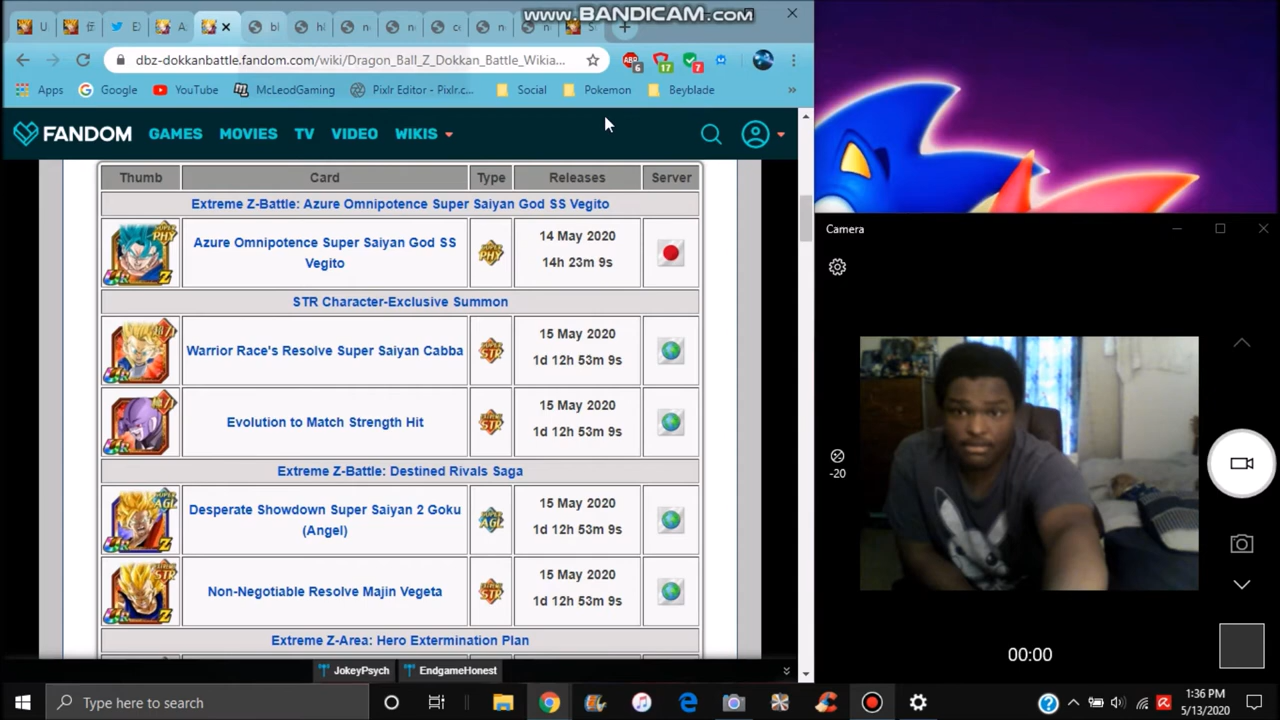 www.BANDICAM.com
U
E
A
bl
h
n
n
c
n
n
S
dbz-dokkanbattle.fandom.com/wiki/Dragon_Ball_Z_Dokkan_Battle_Wikia...
ABP
6
17
7
Apps
Google
YouTube
McLeodGaming
Pixlr Editor - Pixlr.c...
Social
Pokemon
Beyblade
»
FANDOM
GAMES
MOVIES
TV
VIDEO
WIKIS
Thumb
Card
Type
Releases
Server
Extreme Z-Battle: Azure Omnipotence Super Saiyan God SS Vegito
Azure Omnipotence Super Saiyan God SS
Vegito
14 May 2020
14h 23m 9s
STR Character-Exclusive Summon
Warrior Race's Resolve Super Saiyan Cabba
15 May 2020
1d 12h 53m 9s
Evolution to Match Strength Hit
15 May 2020
1d 12h 53m 9s
Extreme Z-Battle: Destined Rivals Saga
Desperate Showdown Super Saiyan 2 Goku
(Angel)
15 May 2020
1d 12h 53m 9s
Non-Negotiable Resolve Majin Vegeta
15 May 2020
1d 12h 53m 9s
Extreme Z-Area: Hero Extermination Plan
JokeyPsych
EndgameHonest
Camera
-20
00:00
Type here to search
1:36 PM
5/13/2020